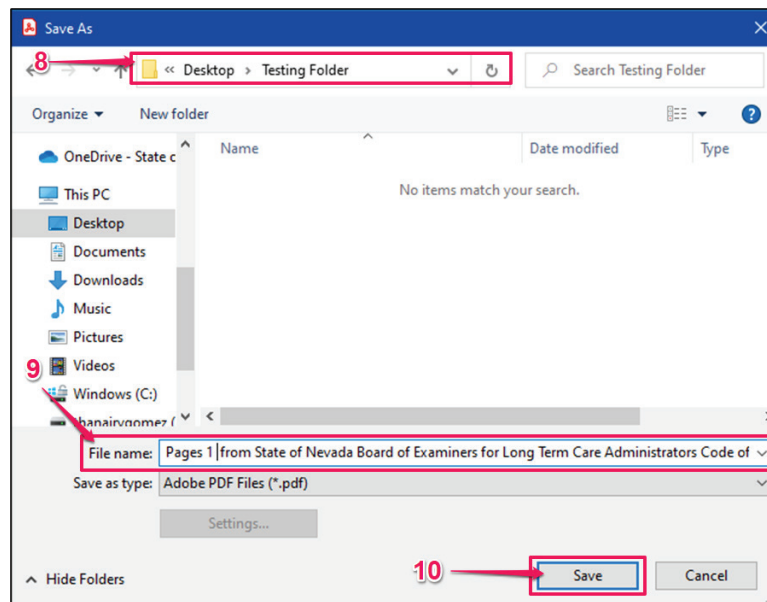 Save As
8
« Desktop › Testing Folder
Search Testing Folder
Organize
New folder
Name
Date modified
Type
OneDrive - State c
No items match your search.
This PC
Desktop
Documents
Downloads
Music
Pictures
Videos
9
Windows (C:)
File name:
Pages 1 from State of Nevada Board of Examiners for Long Term Care Administrators Code of
Save as type:
Adobe PDF Files (*.pdf)
Settings...
Hide Folders
10
Save
Cancel